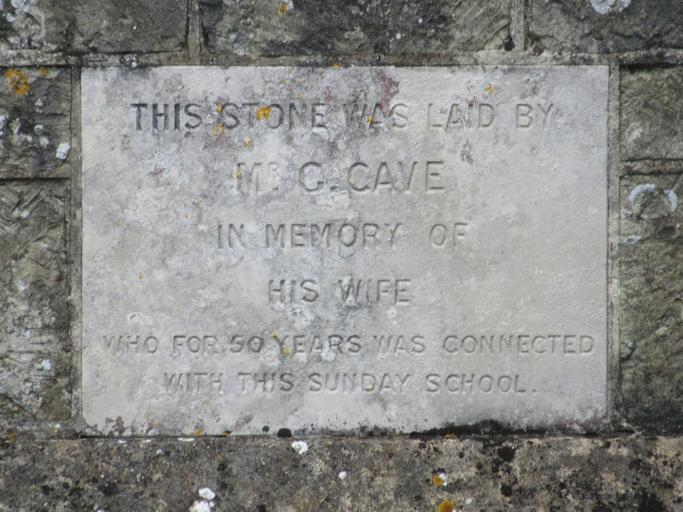 THIS STONE WAS LAID BY
MR G. CAVE
IN MEMORY OF
HIS WIFE
WHO FOR 50 YEARS WAS CONNECTED
WITH THIS SUNDAY SCHOOL.